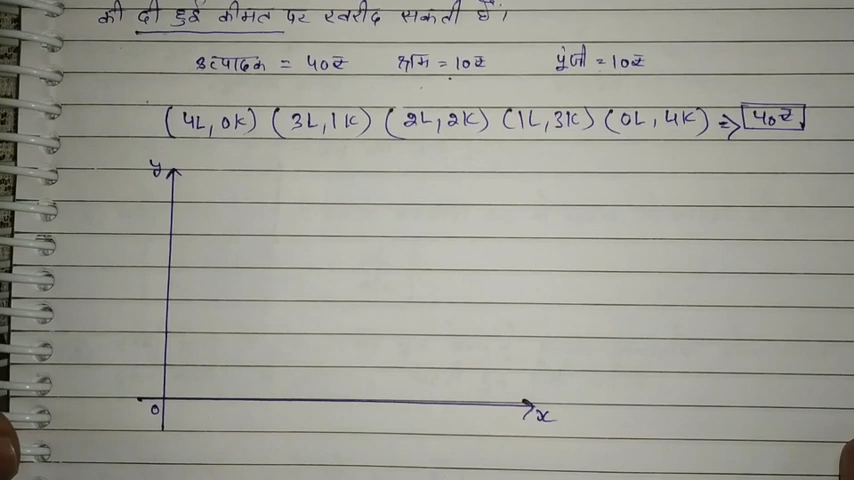 की दी हुई कीमत पर खरीद सकती है।
उत्पादक = 40₹ श्रम = 10₹ पूंजी = 10₹
(4L, 0K) (3L, 1K) (2L, 2K) (1L, 3K) (0L, 4K) => 40₹
y
0
x